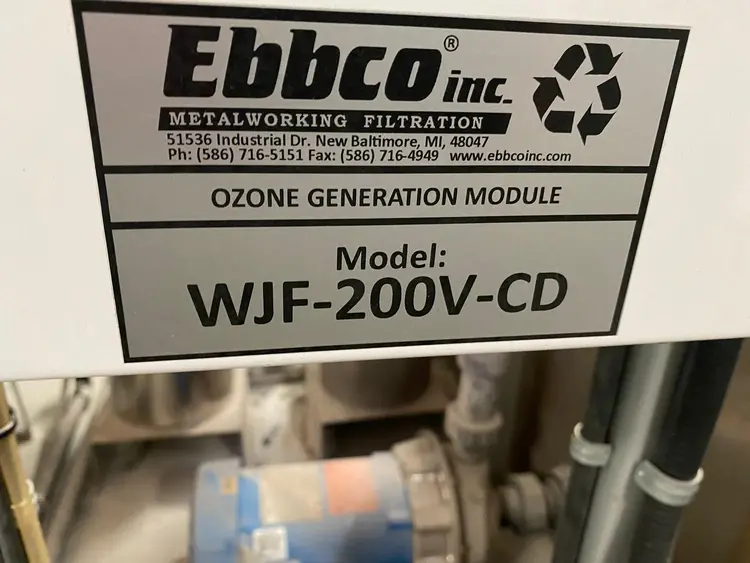 Ebbco® inc.
METALWORKING FILTRATION
51536 Industrial Dr. New Baltimore, MI, 48047
Ph: (586) 716-5151 Fax: (586) 716-4949 www.ebbcoinc.com
OZONE GENERATION MODULE
Model:
WJF-200V-CD